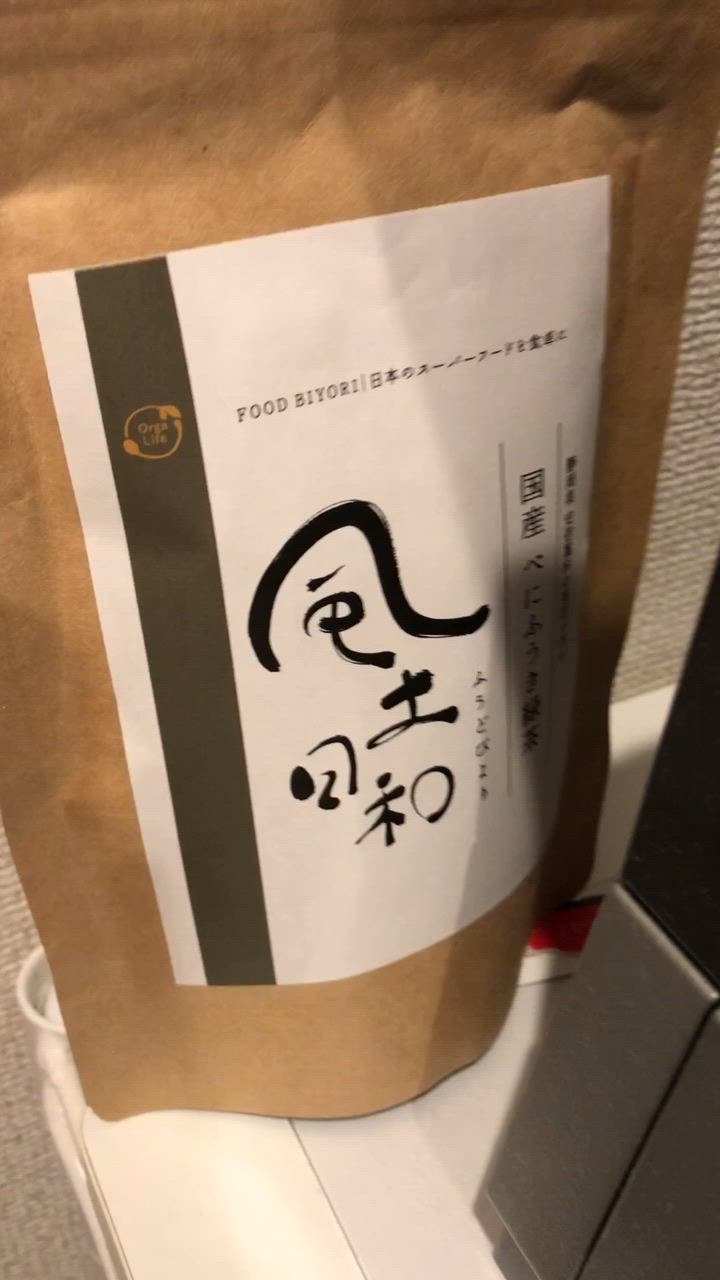 FOOD BIYORI|日本のスーパーフードを食卓に
Orga
Life
国産 べにふうき緑茶
風土
日和
ふうどびより